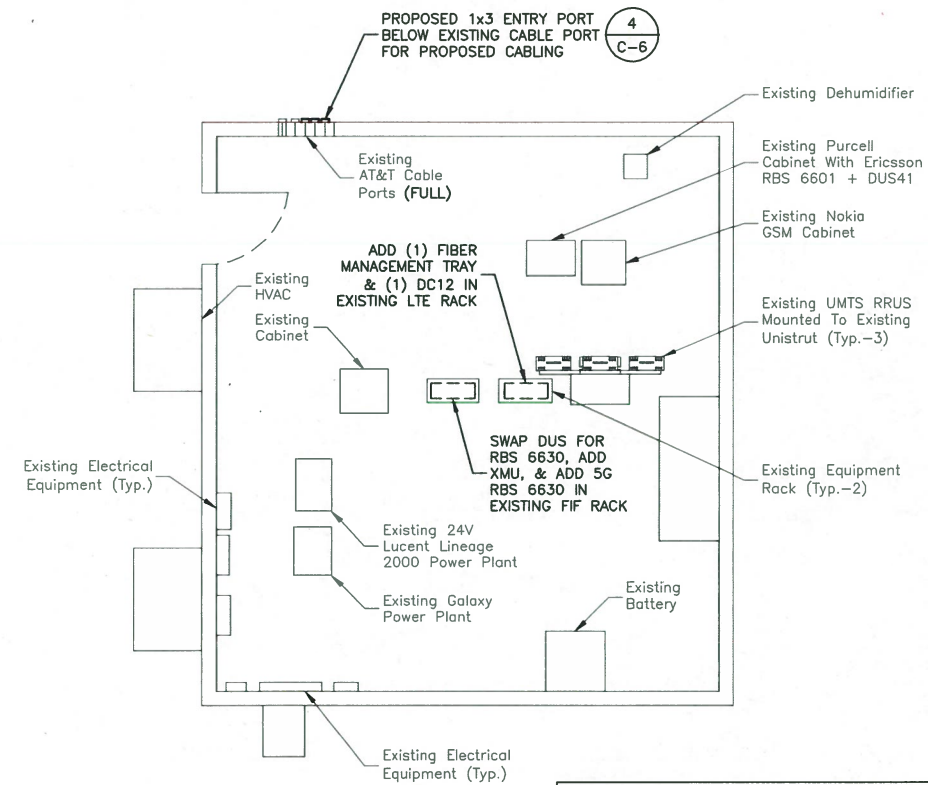 PROPOSED 1x3 ENTRY PORT
BELOW EXISTING CABLE PORT
FOR PROPOSED CABLING
4
C-6
Existing Dehumidifier
Existing Purcell
Cabinet With Ericsson
RBS 6601 + DUS41
Existing
AT&T Cable
Ports (FULL)
Existing Nokia
GSM Cabinet
ADD (1) FIBER
MANAGEMENT TRAY
& (1) DC12 IN
EXISTING LTE RACK
Existing
HVAC
Existing
Cabinet
Existing UMTS RRUS
Mounted To Existing
Unistrut (Typ.-3)
SWAP DUS FOR
RBS 6630, ADD
XMU, & ADD 5G
RBS 6630 IN
EXISTING FIF RACK
Existing Electrical
Equipment (Typ.)
Existing Equipment
Rack (Typ.-2)
Existing 24V
Lucent Lineage
2000 Power Plant
Existing Galaxy
Power Plant
Existing
Battery
Existing Electrical
Equipment (Typ.)